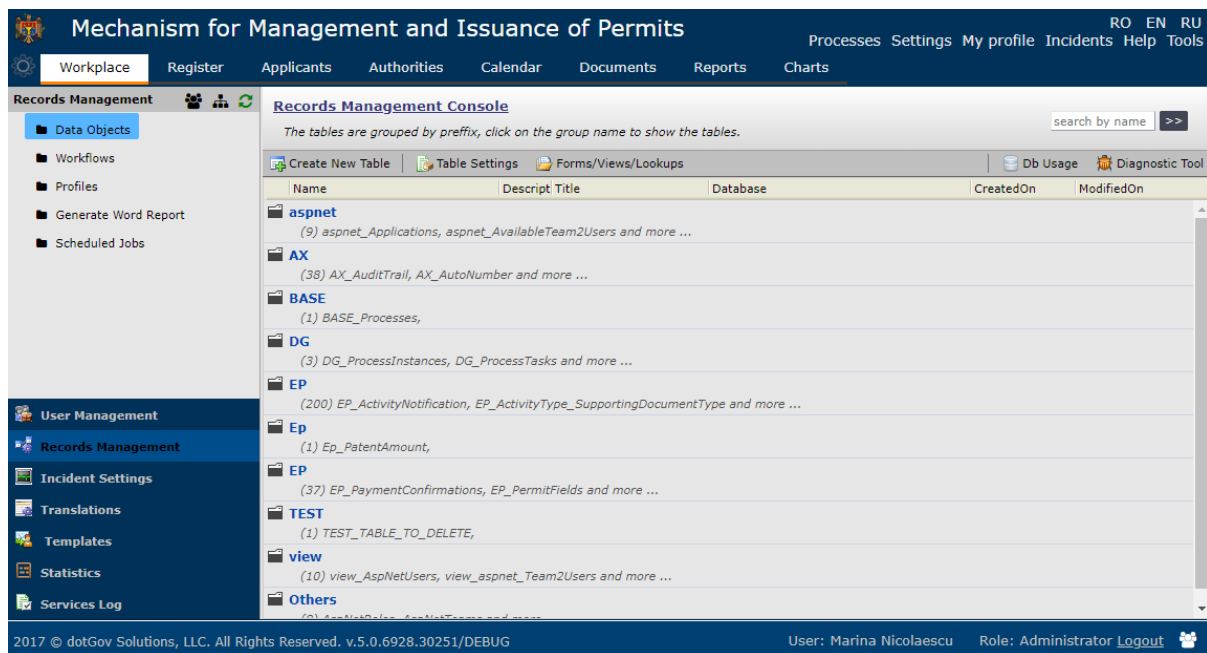 Mechanism for Management and Issuance of Permits
RO EN RU
Processes Settings My profile Incidents Help Tools
Workplace Register Applicants Authorities Calendar Documents Reports Charts
Records Management
Data Objects
Workflows
Profiles
Generate Word Report
Scheduled Jobs
User Management
Records Management
Incident Settings
Translations
Templates
Statistics
Services Log
Records Management Console
The tables are grouped by preffix, click on the group name to show the tables.
search by name >>
Create New Table Table Settings Forms/Views/Lookups Db Usage Diagnostic Tool
Name Descript Title Database CreatedOn ModifiedOn
aspnet
(9) aspnet_Applications, aspnet_AvailableTeam2Users and more ...
AX
(38) AX_AuditTrail, AX_AutoNumber and more ...
BASE
(1) BASE_Processes,
DG
(3) DG_ProcessInstances, DG_ProcessTasks and more ...
EP
(200) EP_ActivityNotification, EP_ActivityType_SupportingDocumentType and more ...
Ep
(1) Ep_PatentAmount,
EP
(37) EP_PaymentConfirmations, EP_PermitFields and more ...
TEST
(1) TEST_TABLE_TO_DELETE,
view
(10) view_AspNetUsers, view_aspnet_Team2Users and more ...
Others
2017 © dotGov Solutions, LLC. All Rights Reserved. v.5.0.6928.30251/DEBUG
User: Marina Nicolaescu Role: Administrator Logout